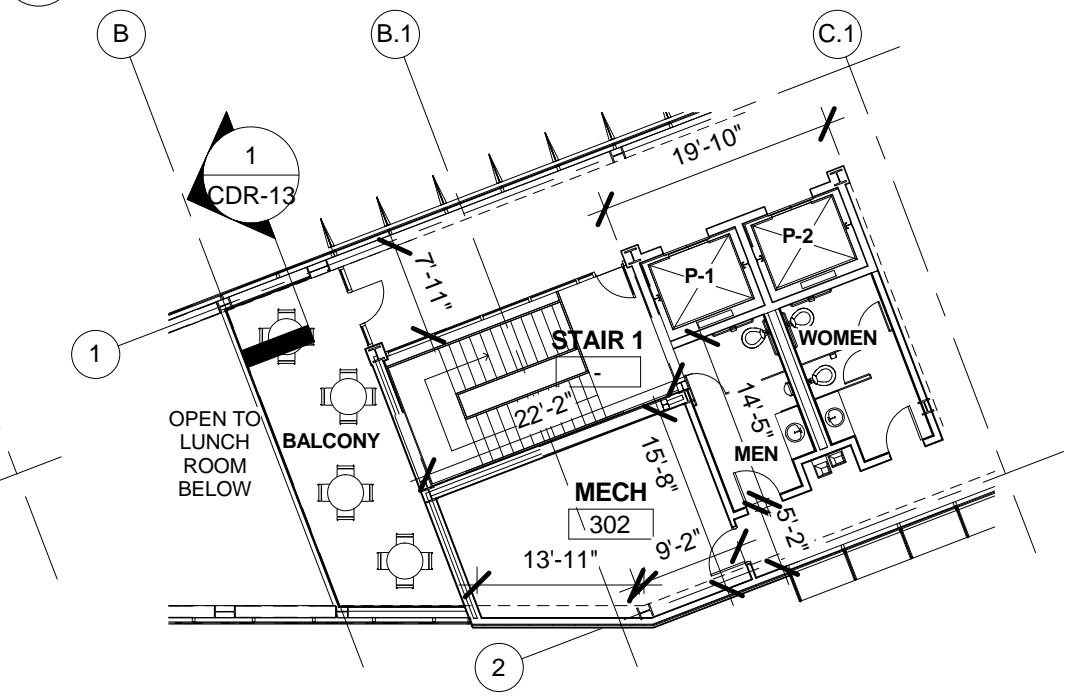 B
B.1
C.1
1
CDR-13
19'-10"
P-2
P-1
7'-11"
STAIR 1
-
WOMEN
1
22'-2"
14'-5"
OPEN TO
LUNCH
ROOM
BELOW
BALCONY
MEN
15'-8"
MECH
302
5'-2"
9'-2"
13'-11"
2